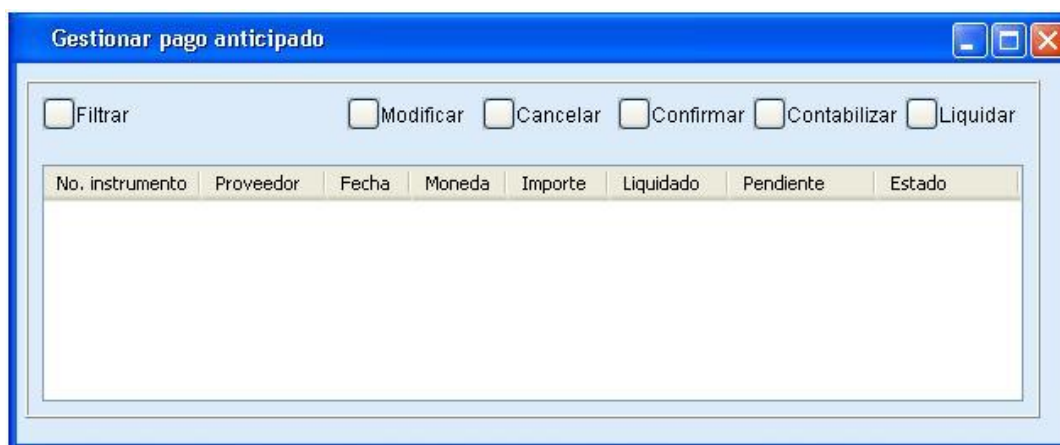 Gestionar pago anticipado
Filtrar Modificar Cancelar Confirmar Contabilizar Liquidar
No. instrumento Proveedor Fecha Moneda Importe Liquidado Pendiente Estado